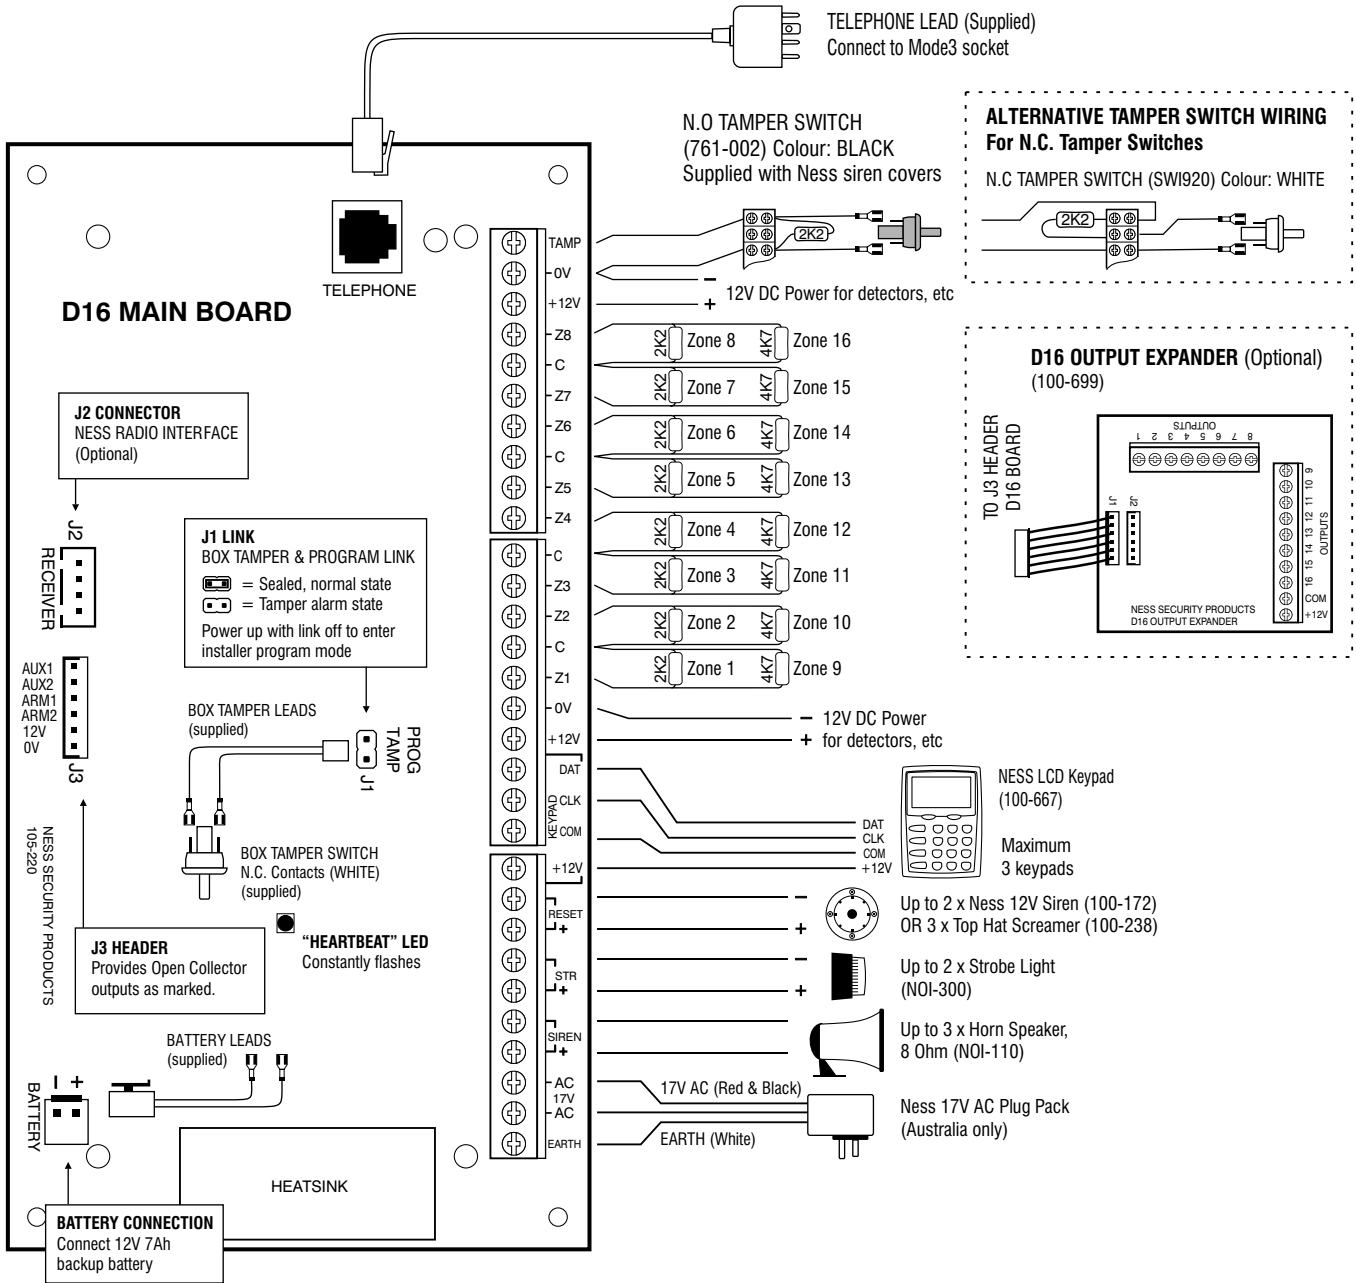 TELEPHONE LEAD (Supplied)
Connect to Mode3 socket
N.O TAMPER SWITCH
(761-002) Colour: BLACK
Supplied with Ness siren covers
2K2
ALTERNATIVE TAMPER SWITCH WIRING
For N.C. Tamper Switches
N.C TAMPER SWITCH (SWI920) Colour: WHITE
2K2
TELEPHONE
D16 MAIN BOARD
TAMP
0V
+12V
Z8
C
Z7
Z6
C
Z5
Z4
C
Z3
Z2
C
Z1
0V
+12V
DAT
CLK
COM
KEYPAD
+12V
RESET
+
STR
+
SIREN
+
AC
17V
AC
EARTH
−
+ 12V DC Power for detectors, etc
2K2 Zone 8 4K7 Zone 16
2K2 Zone 7 4K7 Zone 15
2K2 Zone 6 4K7 Zone 14
2K2 Zone 5 4K7 Zone 13
2K2 Zone 4 4K7 Zone 12
2K2 Zone 3 4K7 Zone 11
2K2 Zone 2 4K7 Zone 10
2K2 Zone 1 4K7 Zone 9
− 12V DC Power
+ for detectors, etc
DAT
CLK
COM
+12V
NESS LCD Keypad
(100-667)
Maximum
3 keypads
−
+
Up to 2 x Ness 12V Siren (100-172)
OR 3 x Top Hat Screamer (100-238)
−
+
Up to 2 x Strobe Light
(NOI-300)
Up to 3 x Horn Speaker,
8 Ohm (NOI-110)
17V AC (Red & Black)
EARTH (White)
Ness 17V AC Plug Pack
(Australia only)
D16 OUTPUT EXPANDER (Optional)
(100-699)
TO J3 HEADER
D16 BOARD
OUTPUTS
1 2 3 4 5 6 7 8
J1
J2
9
10
11
12
13
14
15
16
COM
+12V
OUTPUTS
NESS SECURITY PRODUCTS
D16 OUTPUT EXPANDER
J2 CONNECTOR
NESS RADIO INTERFACE
(Optional)
J2
RECEIVER
J1 LINK
BOX TAMPER & PROGRAM LINK
= Sealed, normal state
= Tamper alarm state
Power up with link off to enter
installer program mode
AUX1
AUX2
ARM1
ARM2
12V
0V
J3
BOX TAMPER LEADS
(supplied)
PROG
TAMP
J1
BOX TAMPER SWITCH
N.C. Contacts (WHITE)
(supplied)
NESS SECURITY PRODUCTS
105-220
J3 HEADER
Provides Open Collector
outputs as marked.
“HEARTBEAT” LED
Constantly flashes
BATTERY LEADS
(supplied)
− +
BATTERY
HEATSINK
BATTERY CONNECTION
Connect 12V 7Ah
backup battery